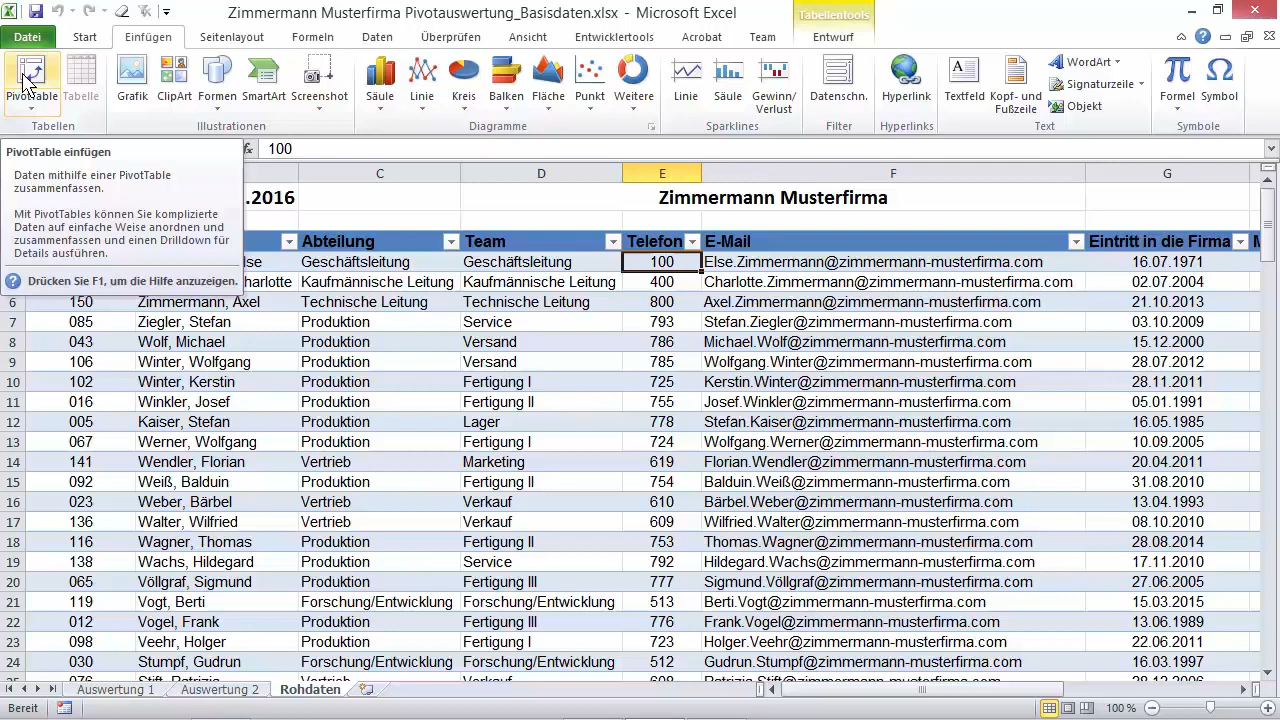 Zimmermann Musterfirma Pivotauswertung_Basisdaten.xlsx - Microsoft Excel
Tabellentools
Datei Start Einfügen Seitenlayout Formeln Daten Überprüfen Ansicht Entwicklertools Acrobat Team Entwurf
PivotTable Tabelle Grafik ClipArt Formen SmartArt Screenshot Säule Linie Kreis Balken Fläche Punkt Weitere Linie Säule Gewinn/ Verlust Datenschn. Hyperlink Textfeld Kopf- und Fußzeile WordArt Signaturzeile Objekt Formel Symbol
Tabellen Illustrationen Diagramme Sparklines Filter Hyperlinks Text Symbole
PivotTable einfügen
Daten mithilfe einer PivotTable
zusammenfassen.
Mit PivotTables können Sie komplizierte
Daten auf einfache Weise anordnen und
zusammenfassen und einen Drilldown für
Details ausführen.
Drücken Sie F1, um die Hilfe anzuzeigen.
100
C D E F G
.2016 Zimmermann Musterfirma
Abteilung Team Telefon E-Mail Eintritt in die Firma
lse Geschäftsleitung Geschäftsleitung 100 Else.Zimmermann@zimmermann-musterfirma.com 16.07.1971
harlotte Kaufmännische Leitung Kaufmännische Leitung 400 Charlotte.Zimmermann@zimmermann-musterfirma.com 02.07.2004
6 150 Zimmermann, Axel Technische Leitung Technische Leitung 800 Axel.Zimmermann@zimmermann-musterfirma.com 21.10.2013
7 085 Ziegler, Stefan Produktion Service 793 Stefan.Ziegler@zimmermann-musterfirma.com 03.10.2009
8 043 Wolf, Michael Produktion Versand 786 Michael.Wolf@zimmermann-musterfirma.com 15.12.2000
9 106 Winter, Wolfgang Produktion Versand 785 Wolfgang.Winter@zimmermann-musterfirma.com 28.07.2012
10 102 Winter, Kerstin Produktion Fertigung I 725 Kerstin.Winter@zimmermann-musterfirma.com 28.11.2011
11 016 Winkler, Josef Produktion Fertigung II 755 Josef.Winkler@zimmermann-musterfirma.com 05.01.1991
12 005 Kaiser, Stefan Produktion Lager 778 Stefan.Kaiser@zimmermann-musterfirma.com 16.05.1985
13 067 Werner, Wolfgang Produktion Fertigung I 724 Wolfgang.Werner@zimmermann-musterfirma.com 10.09.2005
14 141 Wendler, Florian Vertrieb Marketing 619 Florian.Wendler@zimmermann-musterfirma.com 20.04.2011
15 092 Weiß, Balduin Produktion Fertigung II 754 Balduin.Weiß@zimmermann-musterfirma.com 31.08.2010
16 023 Weber, Bärbel Vertrieb Verkauf 610 Bärbel.Weber@zimmermann-musterfirma.com 13.04.1993
17 136 Walter, Wilfried Vertrieb Verkauf 609 Wilfried.Walter@zimmermann-musterfirma.com 08.10.2010
18 116 Wagner, Thomas Produktion Fertigung II 753 Thomas.Wagner@zimmermann-musterfirma.com 28.08.2014
19 138 Wachs, Hildegard Produktion Service 792 Hildegard.Wachs@zimmermann-musterfirma.com 17.11.2010
20 065 Völlgraf, Sigmund Produktion Fertigung III 777 Sigmund.Völlgraf@zimmermann-musterfirma.com 27.06.2005
21 119 Vogt, Berti Forschung/Entwicklung Forschung/Entwicklung 513 Berti.Vogt@zimmermann-musterfirma.com 15.03.2015
22 012 Vogel, Frank Produktion Fertigung III 776 Frank.Vogel@zimmermann-musterfirma.com 13.06.1989
23 098 Veehr, Holger Produktion Fertigung I 723 Holger.Veehr@zimmermann-musterfirma.com 22.06.2011
24 030 Stumpf, Gudrun Forschung/Entwicklung Forschung/Entwicklung 512 Gudrun.Stumpf@zimmermann-musterfirma.com 16.03.1997
Auswertung 1 Auswertung 2 Rohdaten
Bereit 100 %